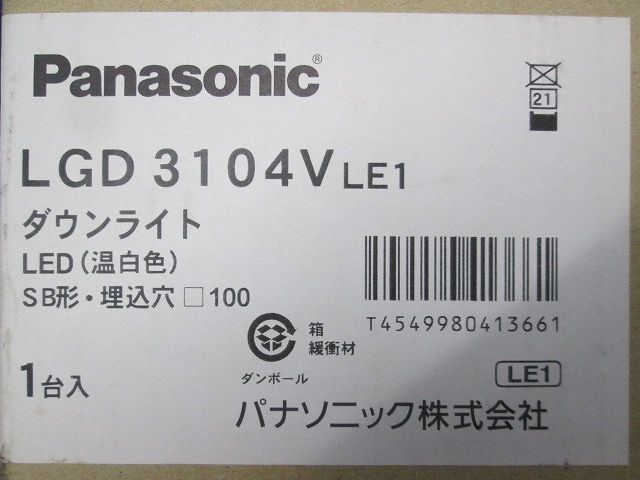 Panasonic®
21
LGD 3104V LE1
ダウンライト
LED（温白色）
SB形・埋込穴 □100
T4549980413661
箱
緩衝材
ダンボール
LE1
1台入
パナソニック株式会社